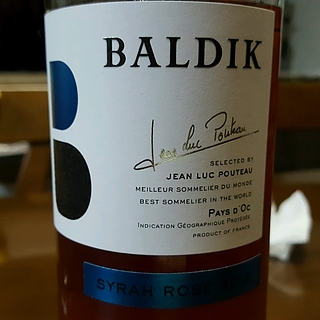 BALDIK
B
Jean Luc Pouteau
SELECTED BY
JEAN LUC POUTEAU
MEILLEUR SOMMELIER DU MONDE
BEST SOMMELIER IN THE WORLD
PAYS D'OC
INDICATION GÉOGRAPHIQUE PROTÉGÉE
PRODUCT OF FRANCE
SYRAH ROSÉ